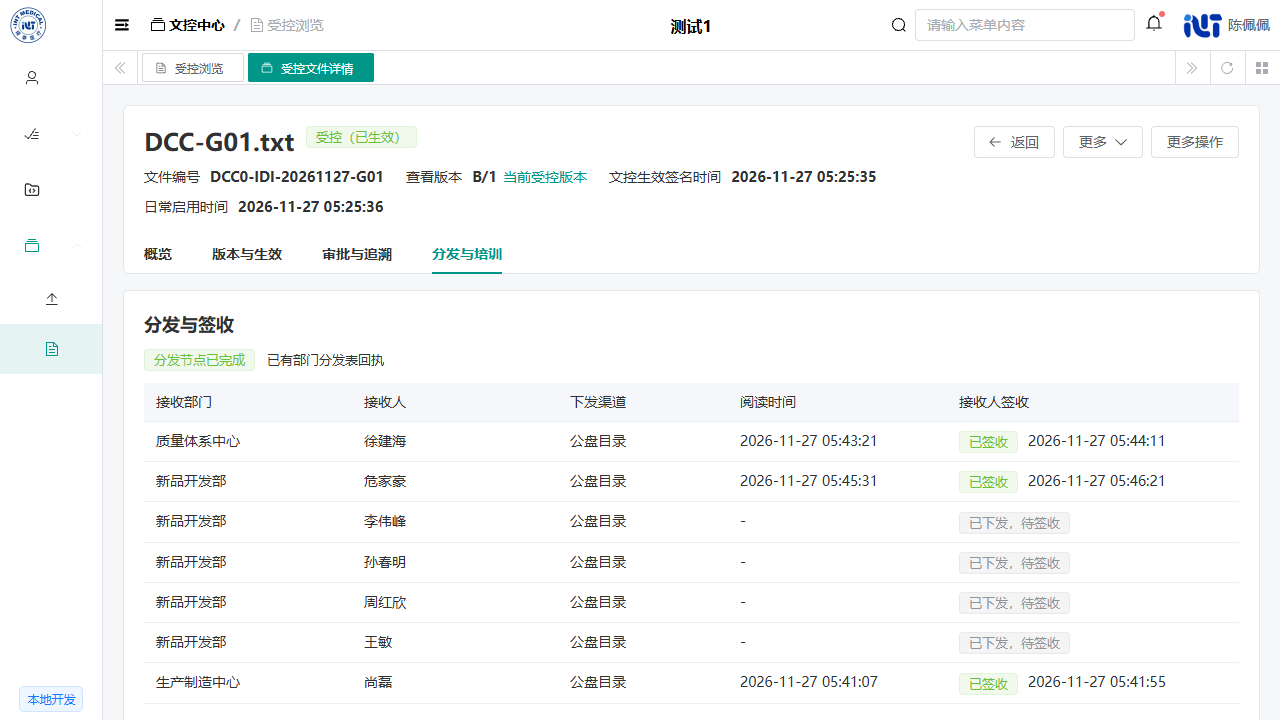 文控中心 / 受控浏览
测试1
请输入菜单内容
陈佩佩
受控浏览
受控文件详情
DCC-G01.txt
受控（已生效）
返回
更多
更多操作
文件编号 DCC0-IDI-20261127-G01 查看版本 B/1 当前受控版本 文控生效签名时间 2026-11-27 05:25:35
日常启用时间 2026-11-27 05:25:36
概览 版本与生效 审批与追溯 分发与培训
分发与签收
分发节点已完成 已有部门分发表回执
接收部门 接收人 下发渠道 阅读时间 接收人签收
质量体系中心 徐建海 公盘目录 2026-11-27 05:43:21 已签收 2026-11-27 05:44:11
新品开发部 危家豪 公盘目录 2026-11-27 05:45:31 已签收 2026-11-27 05:46:21
新品开发部 李伟峰 公盘目录 - 已下发，待签收
新品开发部 孙春明 公盘目录 - 已下发，待签收
新品开发部 周红欣 公盘目录 - 已下发，待签收
新品开发部 王敏 公盘目录 - 已下发，待签收
生产制造中心 尚磊 公盘目录 2026-11-27 05:41:07 已签收 2026-11-27 05:41:55
本地开发